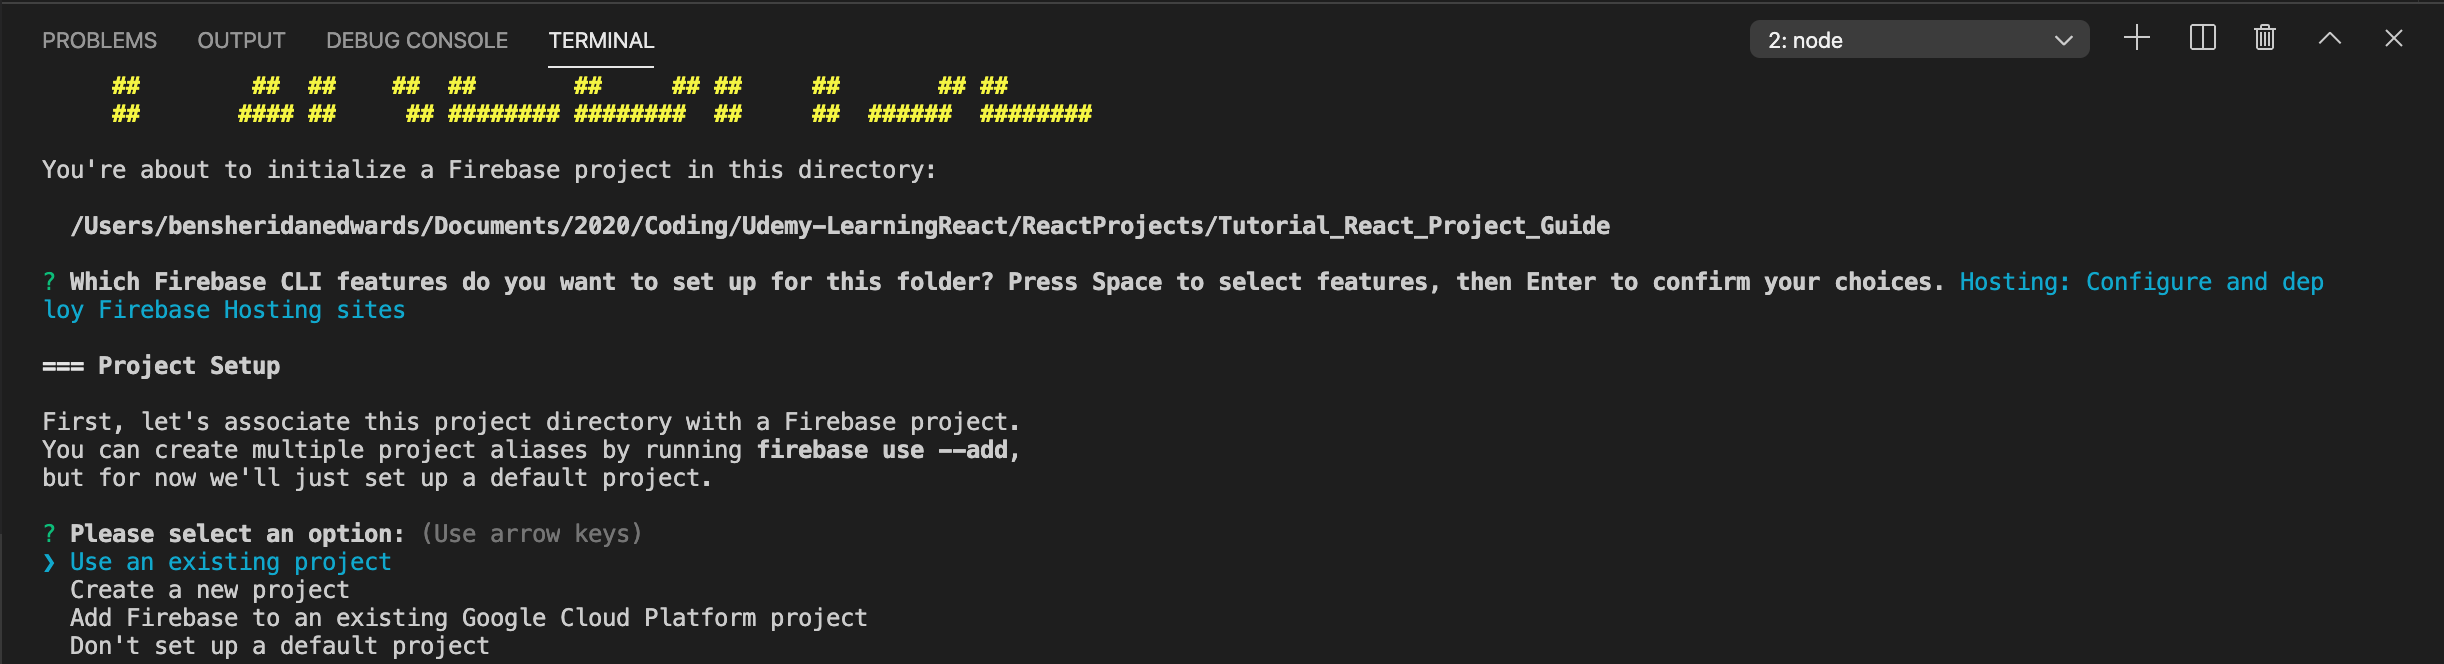 PROBLEMS OUTPUT DEBUG CONSOLE TERMINAL 2: node
##        ##  ##    ##  ##       ##     ## ##     ##       ## ##
##       #### ##     ## ######## ########  ##     ##  ######  ########
You're about to initialize a Firebase project in this directory:
/Users/bensheridanedwards/Documents/2020/Coding/Udemy-LearningReact/ReactProjects/Tutorial_React_Project_Guide
? Which Firebase CLI features do you want to set up for this folder? Press Space to select features, then Enter to confirm your choices. Hosting: Configure and dep
loy Firebase Hosting sites
=== Project Setup
First, let's associate this project directory with a Firebase project.
You can create multiple project aliases by running firebase use --add,
but for now we'll just set up a default project.
? Please select an option: (Use arrow keys)
❯ Use an existing project
Create a new project
Add Firebase to an existing Google Cloud Platform project
Don't set up a default project